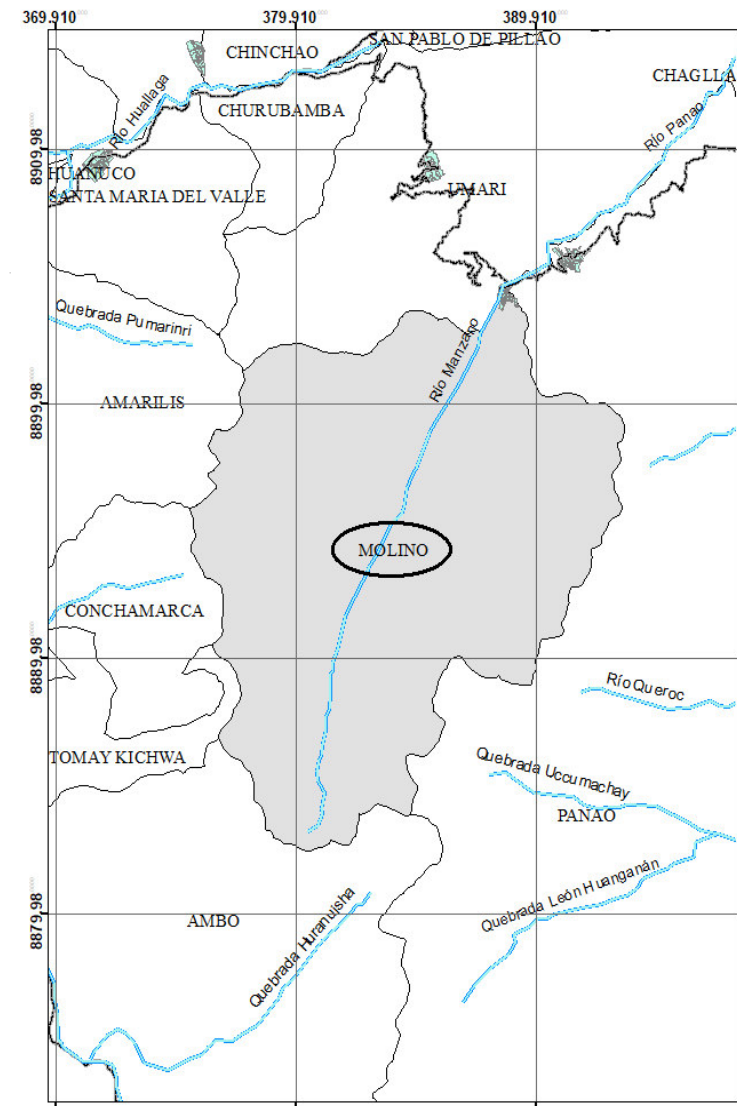 369.910
379.910
389.910
SAN PABLO DE PILLAO
CHINCHAO
CHAGLLA
Río Huallaga
CHURUBAMBA
Río Panao
8909.98
HUANUCO
UMARI
SANTA MARIA DEL VALLE
Quebrada Pumarinri
Río Manzano
8899.98
AMARILIS
MOLINO
CONCHAMARCA
8889.98
Río Queroc
TOMAY KICHWA
Quebrada Uccumachay
PANAO
Quebrada León Huanganán
8879.98
AMBO
Quebrada Huranuisha